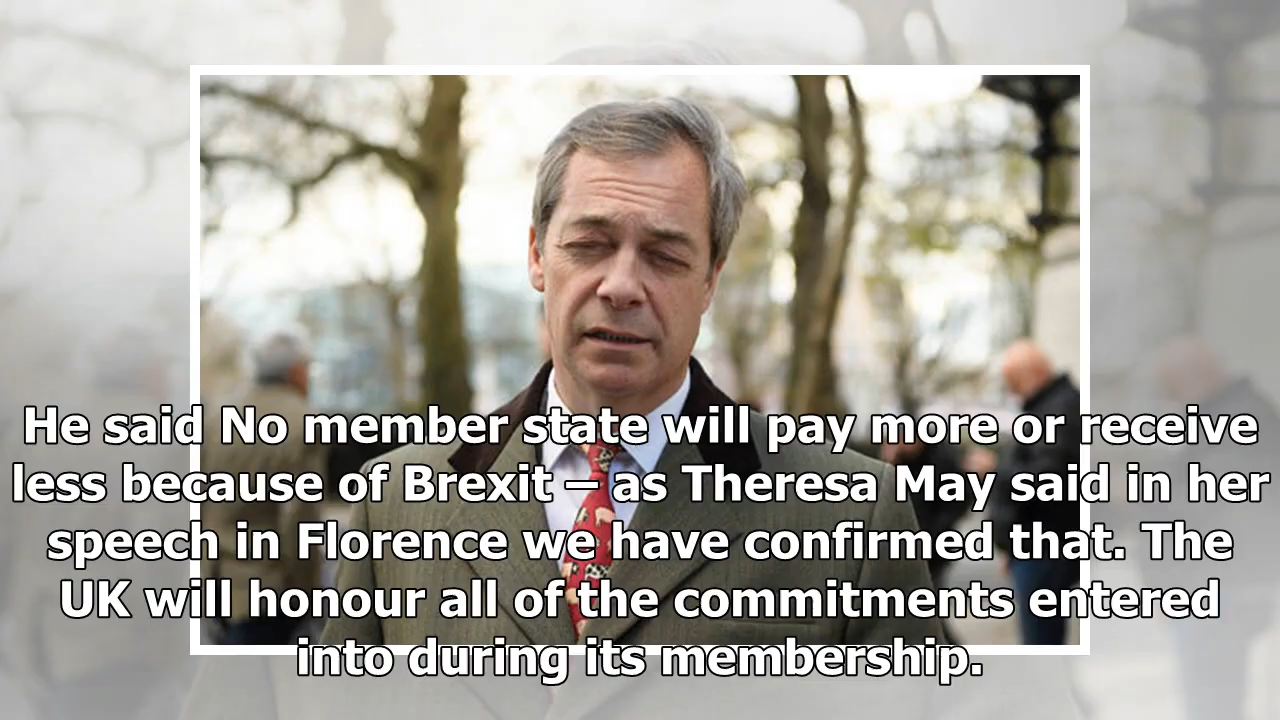 He said No member state will pay more or receive
less because of Brexit – as Theresa May said in her
speech in Florence we have confirmed that. The
UK will honour all of the commitments entered
into during its membership.